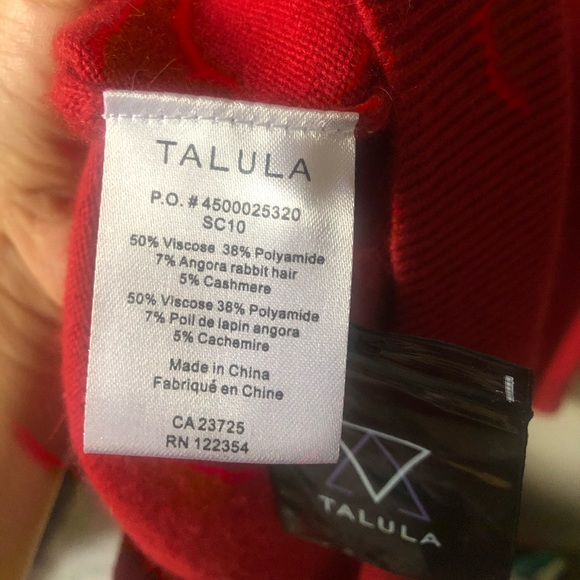 TALULA
P.O. # 4500025320
SC10
50% Viscose 38% Polyamide
7% Angora rabbit hair
5% Cashmere
50% Viscose 38% Polyamide
7% Poil de lapin angora
5% Cachemire
Made in China
Fabriqué en Chine
CA 23725
RN 122354
TALULA